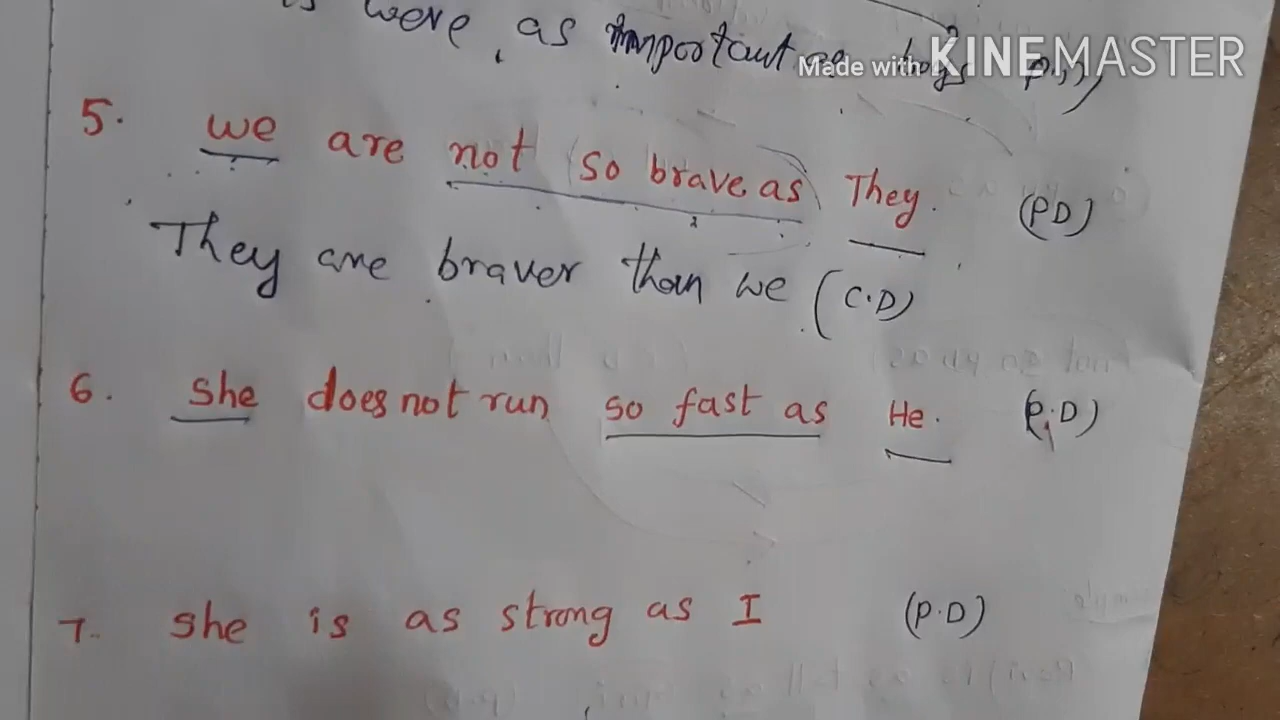 were as important as boys P.D)
Made with KINEMASTER
5. we are not so brave as They. (PD)
They are braver than we (C.D)
6. She does not run so fast as He. (P.D)
7. She is as strong as I (P.D)